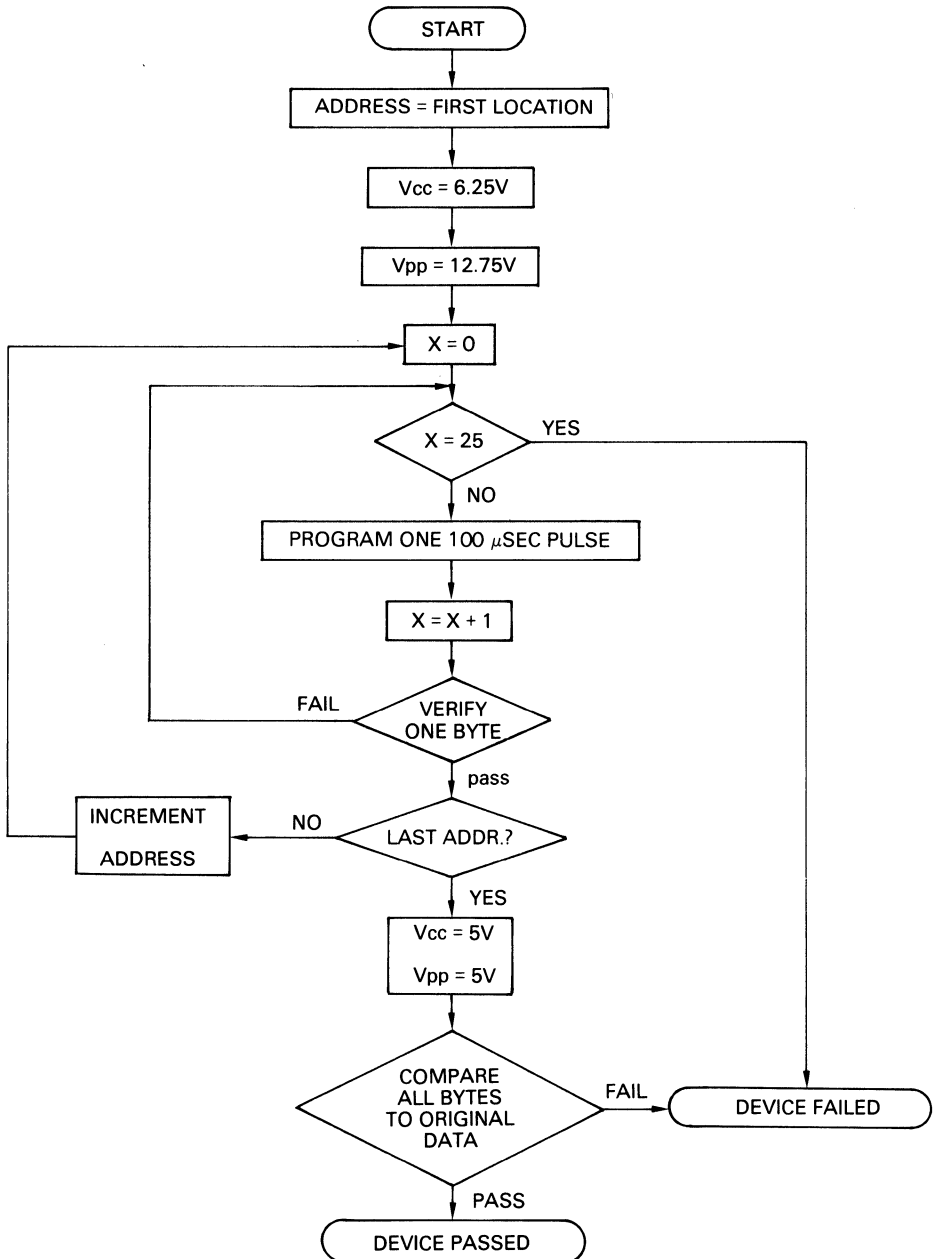 START
ADDRESS = FIRST LOCATION
Vcc = 6.25V
Vpp = 12.75V
X = 0
X = 25
YES
NO
PROGRAM ONE 100 μSEC PULSE
X = X + 1
FAIL
VERIFY
ONE BYTE
pass
INCREMENT
ADDRESS
NO
LAST ADDR.?
YES
Vcc = 5V
Vpp = 5V
COMPARE
ALL BYTES
TO ORIGINAL
DATA
FAIL
DEVICE FAILED
PASS
DEVICE PASSED